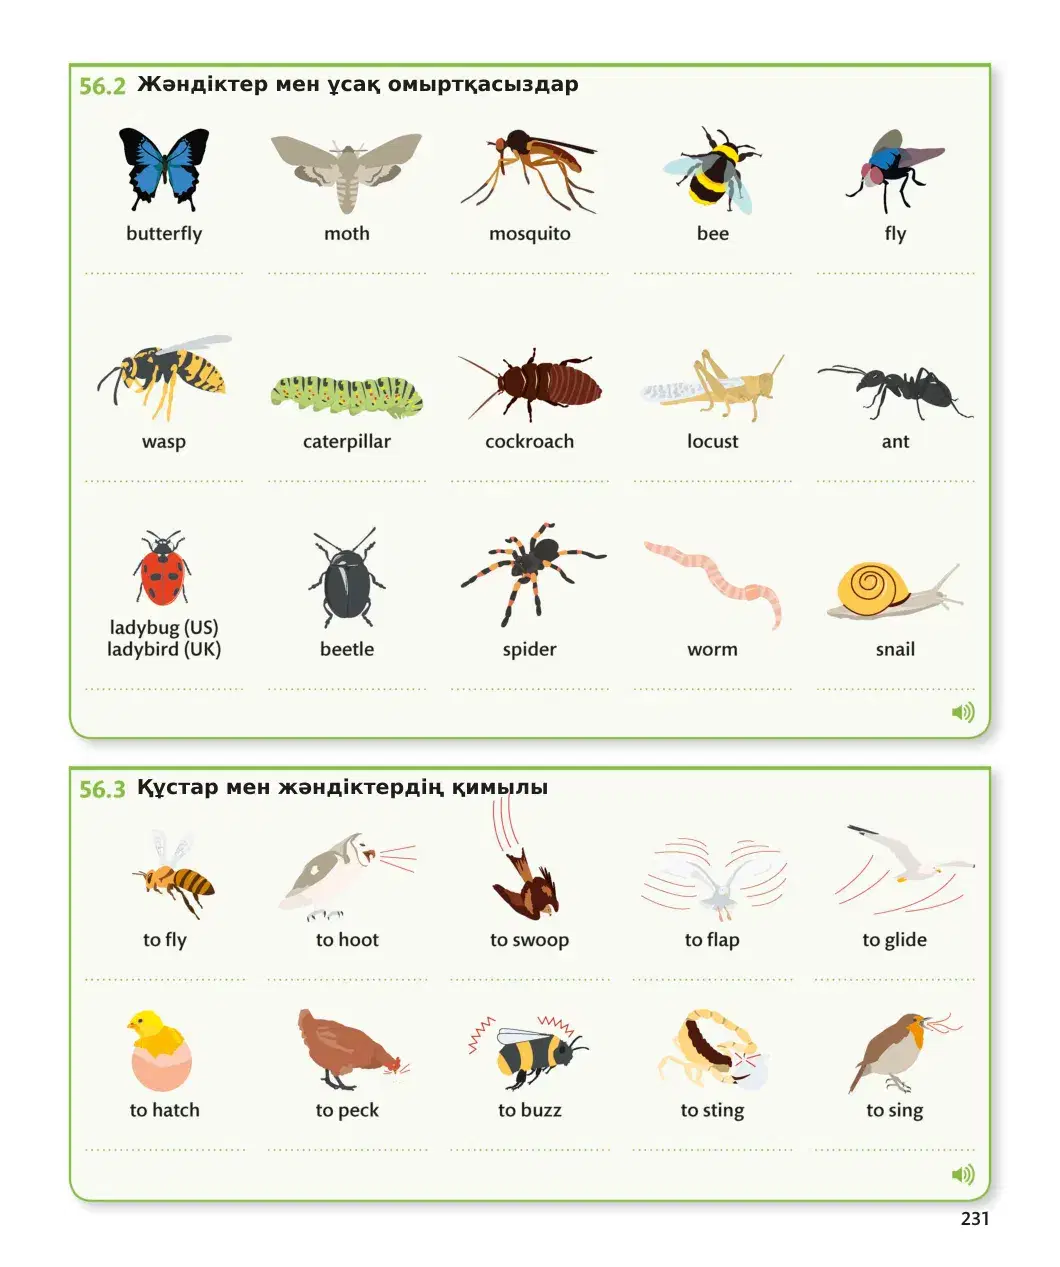 56.2 Жәндіктер мен ұсақ омыртқасыздар
butterfly moth mosquito bee fly
wasp caterpillar cockroach locust ant
ladybug (US)
ladybird (UK) beetle spider worm snail
56.3 Құстар мен жәндіктердің қимылы
to fly to hoot to swoop to flap to glide
to hatch to peck to buzz to sting to sing
231